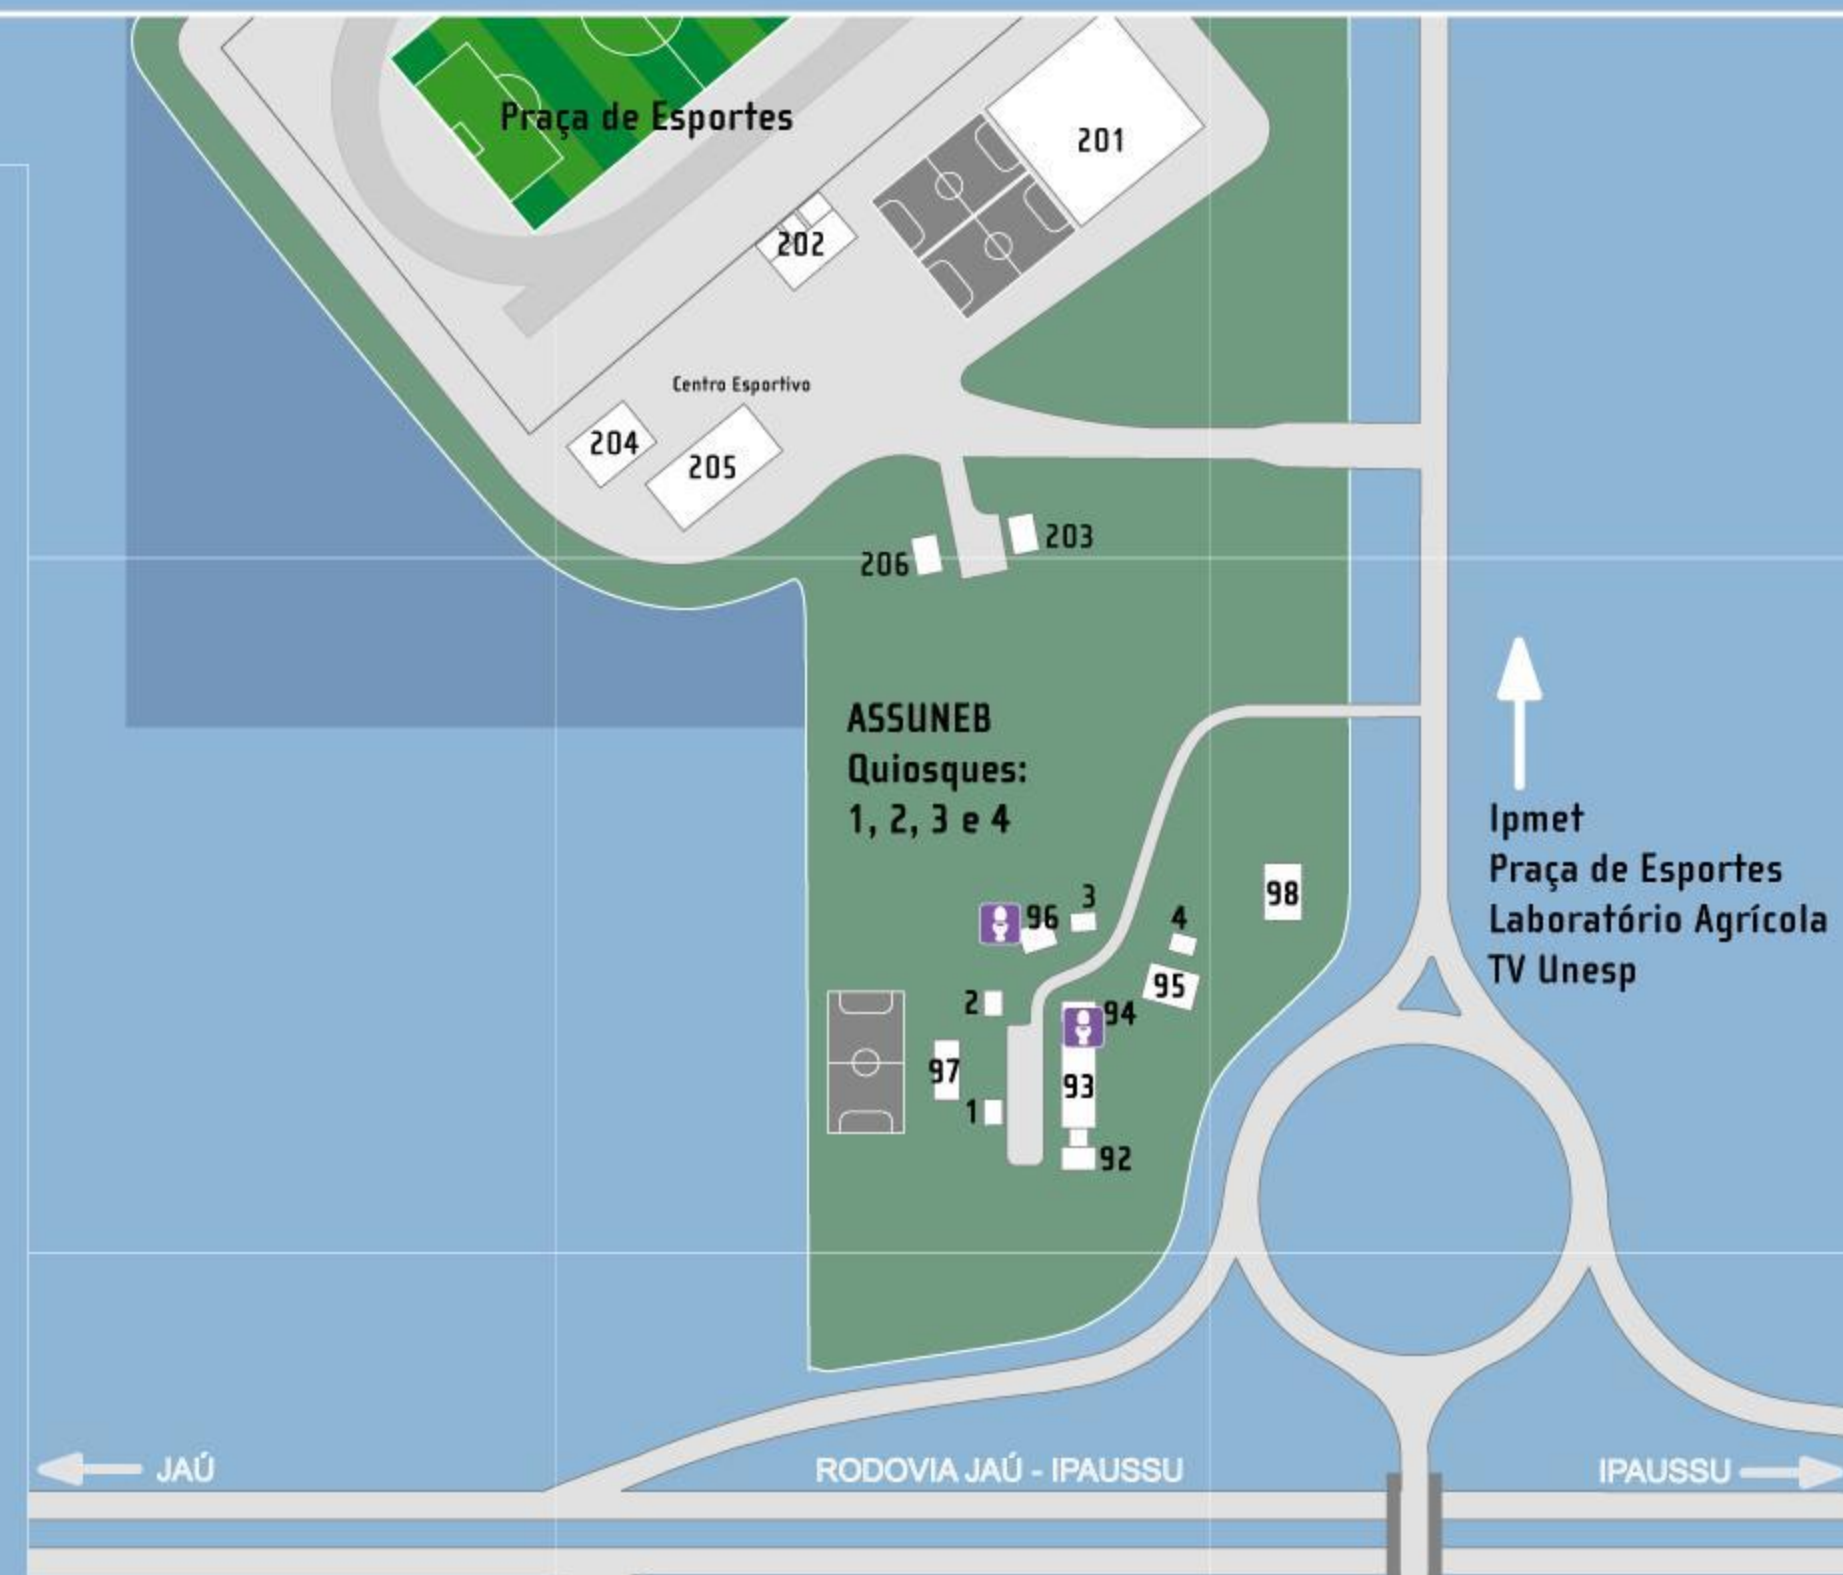 Praça de Esportes
201
202
Centro Esportivo
204
205
206
203
ASSUNEB
Quiosques:
1, 2, 3 e 4
Ipmet
Praça de Esportes
Laboratório Agrícola
TV Unesp
98
3
96
4
95
2
94
97
93
1
92
JAÚ
RODOVIA JAÚ - IPAUSSU
IPAUSSU